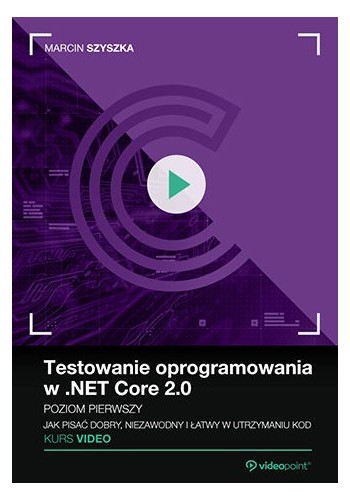 MARCIN SZYSZKA
Testowanie oprogramowania
w .NET Core 2.0
POZIOM PIERWSZY
JAK PISAĆ DOBRY, NIEZAWODNY I ŁATWY W UTRZYMANIU KOD
KURS VIDEO
videopoint